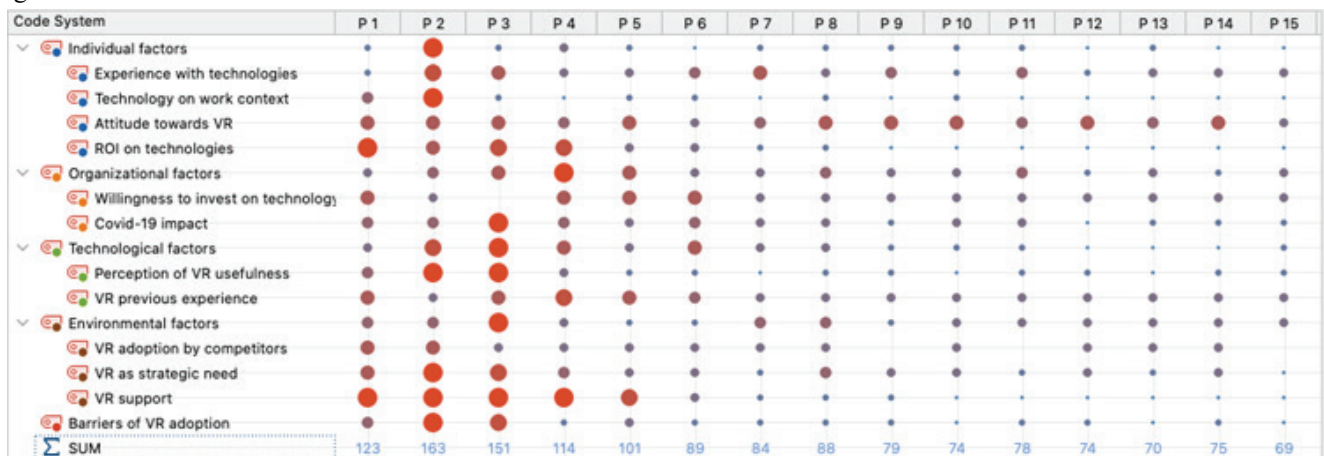 Code System P 1 P 2 P 3 P 4 P 5 P 6 P 7 P 8 P 9 P 10 P 11 P 12 P 13 P 14 P 15
Individual factors
Experience with technologies
Technology on work context
Attitude towards VR
ROI on technologies
Organizational factors
Willingness to invest on technology
Covid-19 impact
Technological factors
Perception of VR usefulness
VR previous experience
Environmental factors
VR adoption by competitors
VR as strategic need
VR support
Barriers of VR adoption
Σ SUM 123 163 151 114 101 89 84 88 79 74 78 74 70 75 69